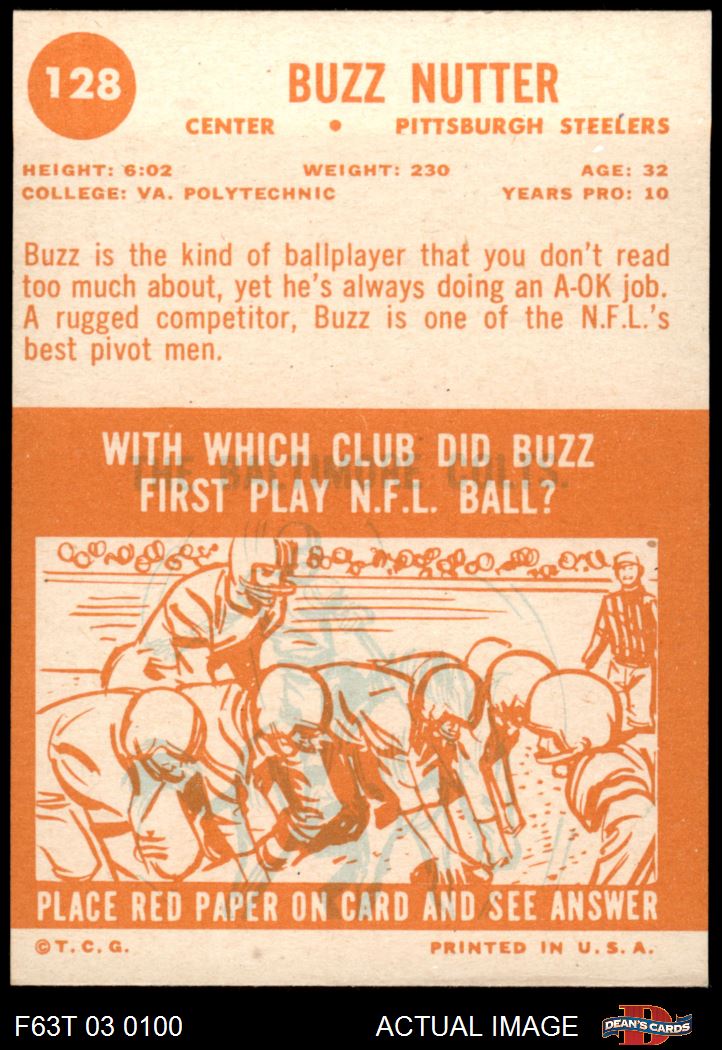 128
BUZZ NUTTER
CENTER • PITTSBURGH STEELERS
HEIGHT: 6:02 WEIGHT: 230 AGE: 32
COLLEGE: VA. POLYTECHNIC YEARS PRO: 10
Buzz is the kind of ballplayer that you don't read
too much about, yet he's always doing an A-OK job.
A rugged competitor, Buzz is one of the N.F.L.'s
best pivot men.
WITH WHICH CLUB DID BUZZ
THE BALTIMORE COLTS.
FIRST PLAY N.F.L. BALL?
PLACE RED PAPER ON CARD AND SEE ANSWER
©T.C.G. PRINTED IN U.S.A.
F63T 03 0100 ACTUAL IMAGE D DEAN'S CARDS